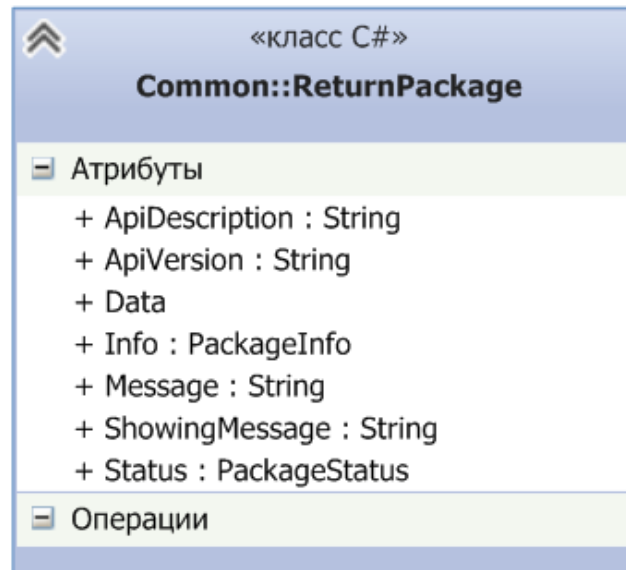 «класс C#»
Common::ReturnPackage
Атрибуты
+ ApiDescription : String
+ ApiVersion : String
+ Data
+ Info : PackageInfo
+ Message : String
+ ShowingMessage : String
+ Status : PackageStatus
Операции